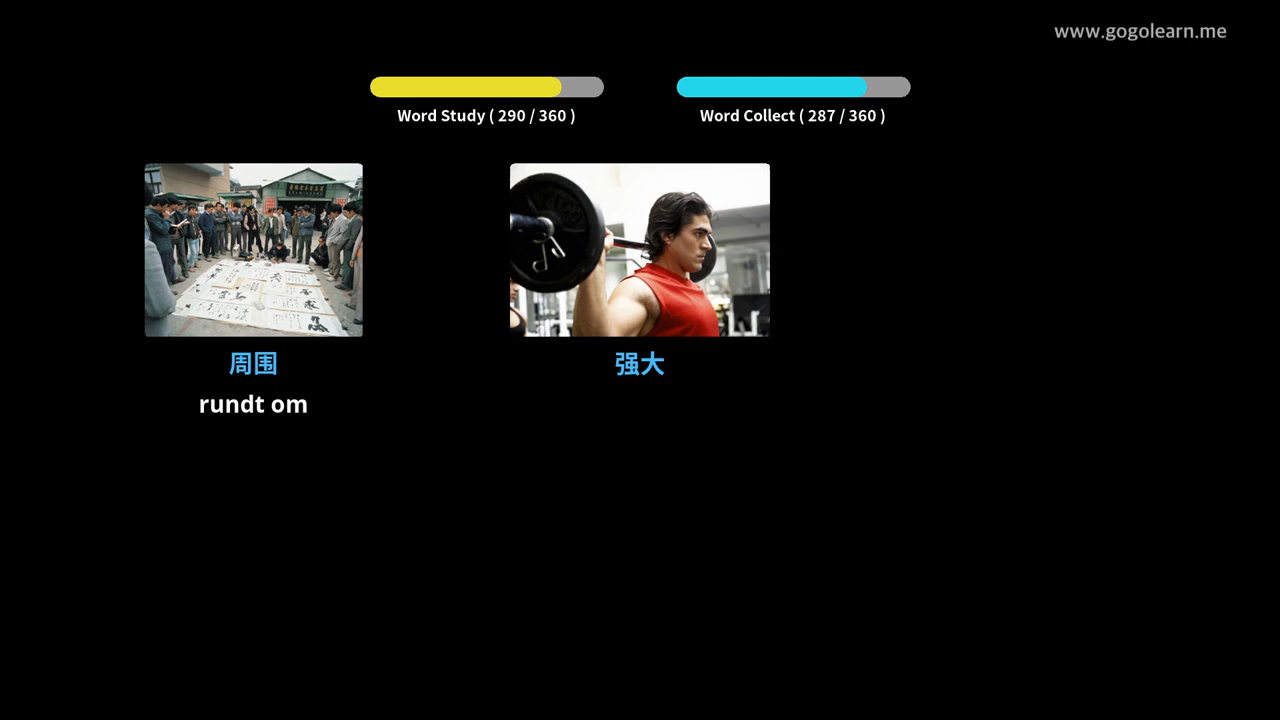 www.gogolearn.me
Word Study ( 290 / 360 )
Word Collect ( 287 / 360 )
周围
强大
rundt om